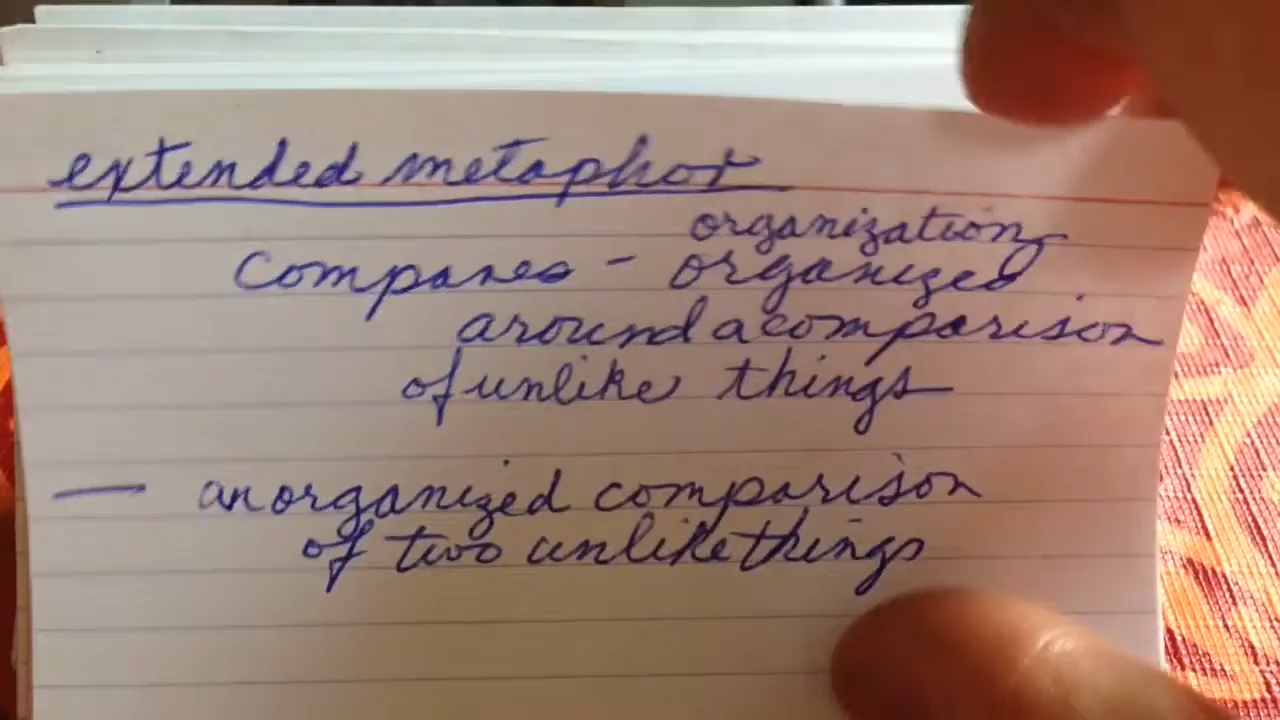 extended metaphor
organization
Compares - organized
around a comparison
of unlike things
— an organized comparison
of two unlike things